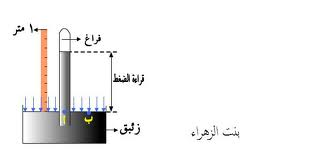 ١ متر
فراغ
قراءة الضغط
أ
ب
زئبق
بنت الزهراء